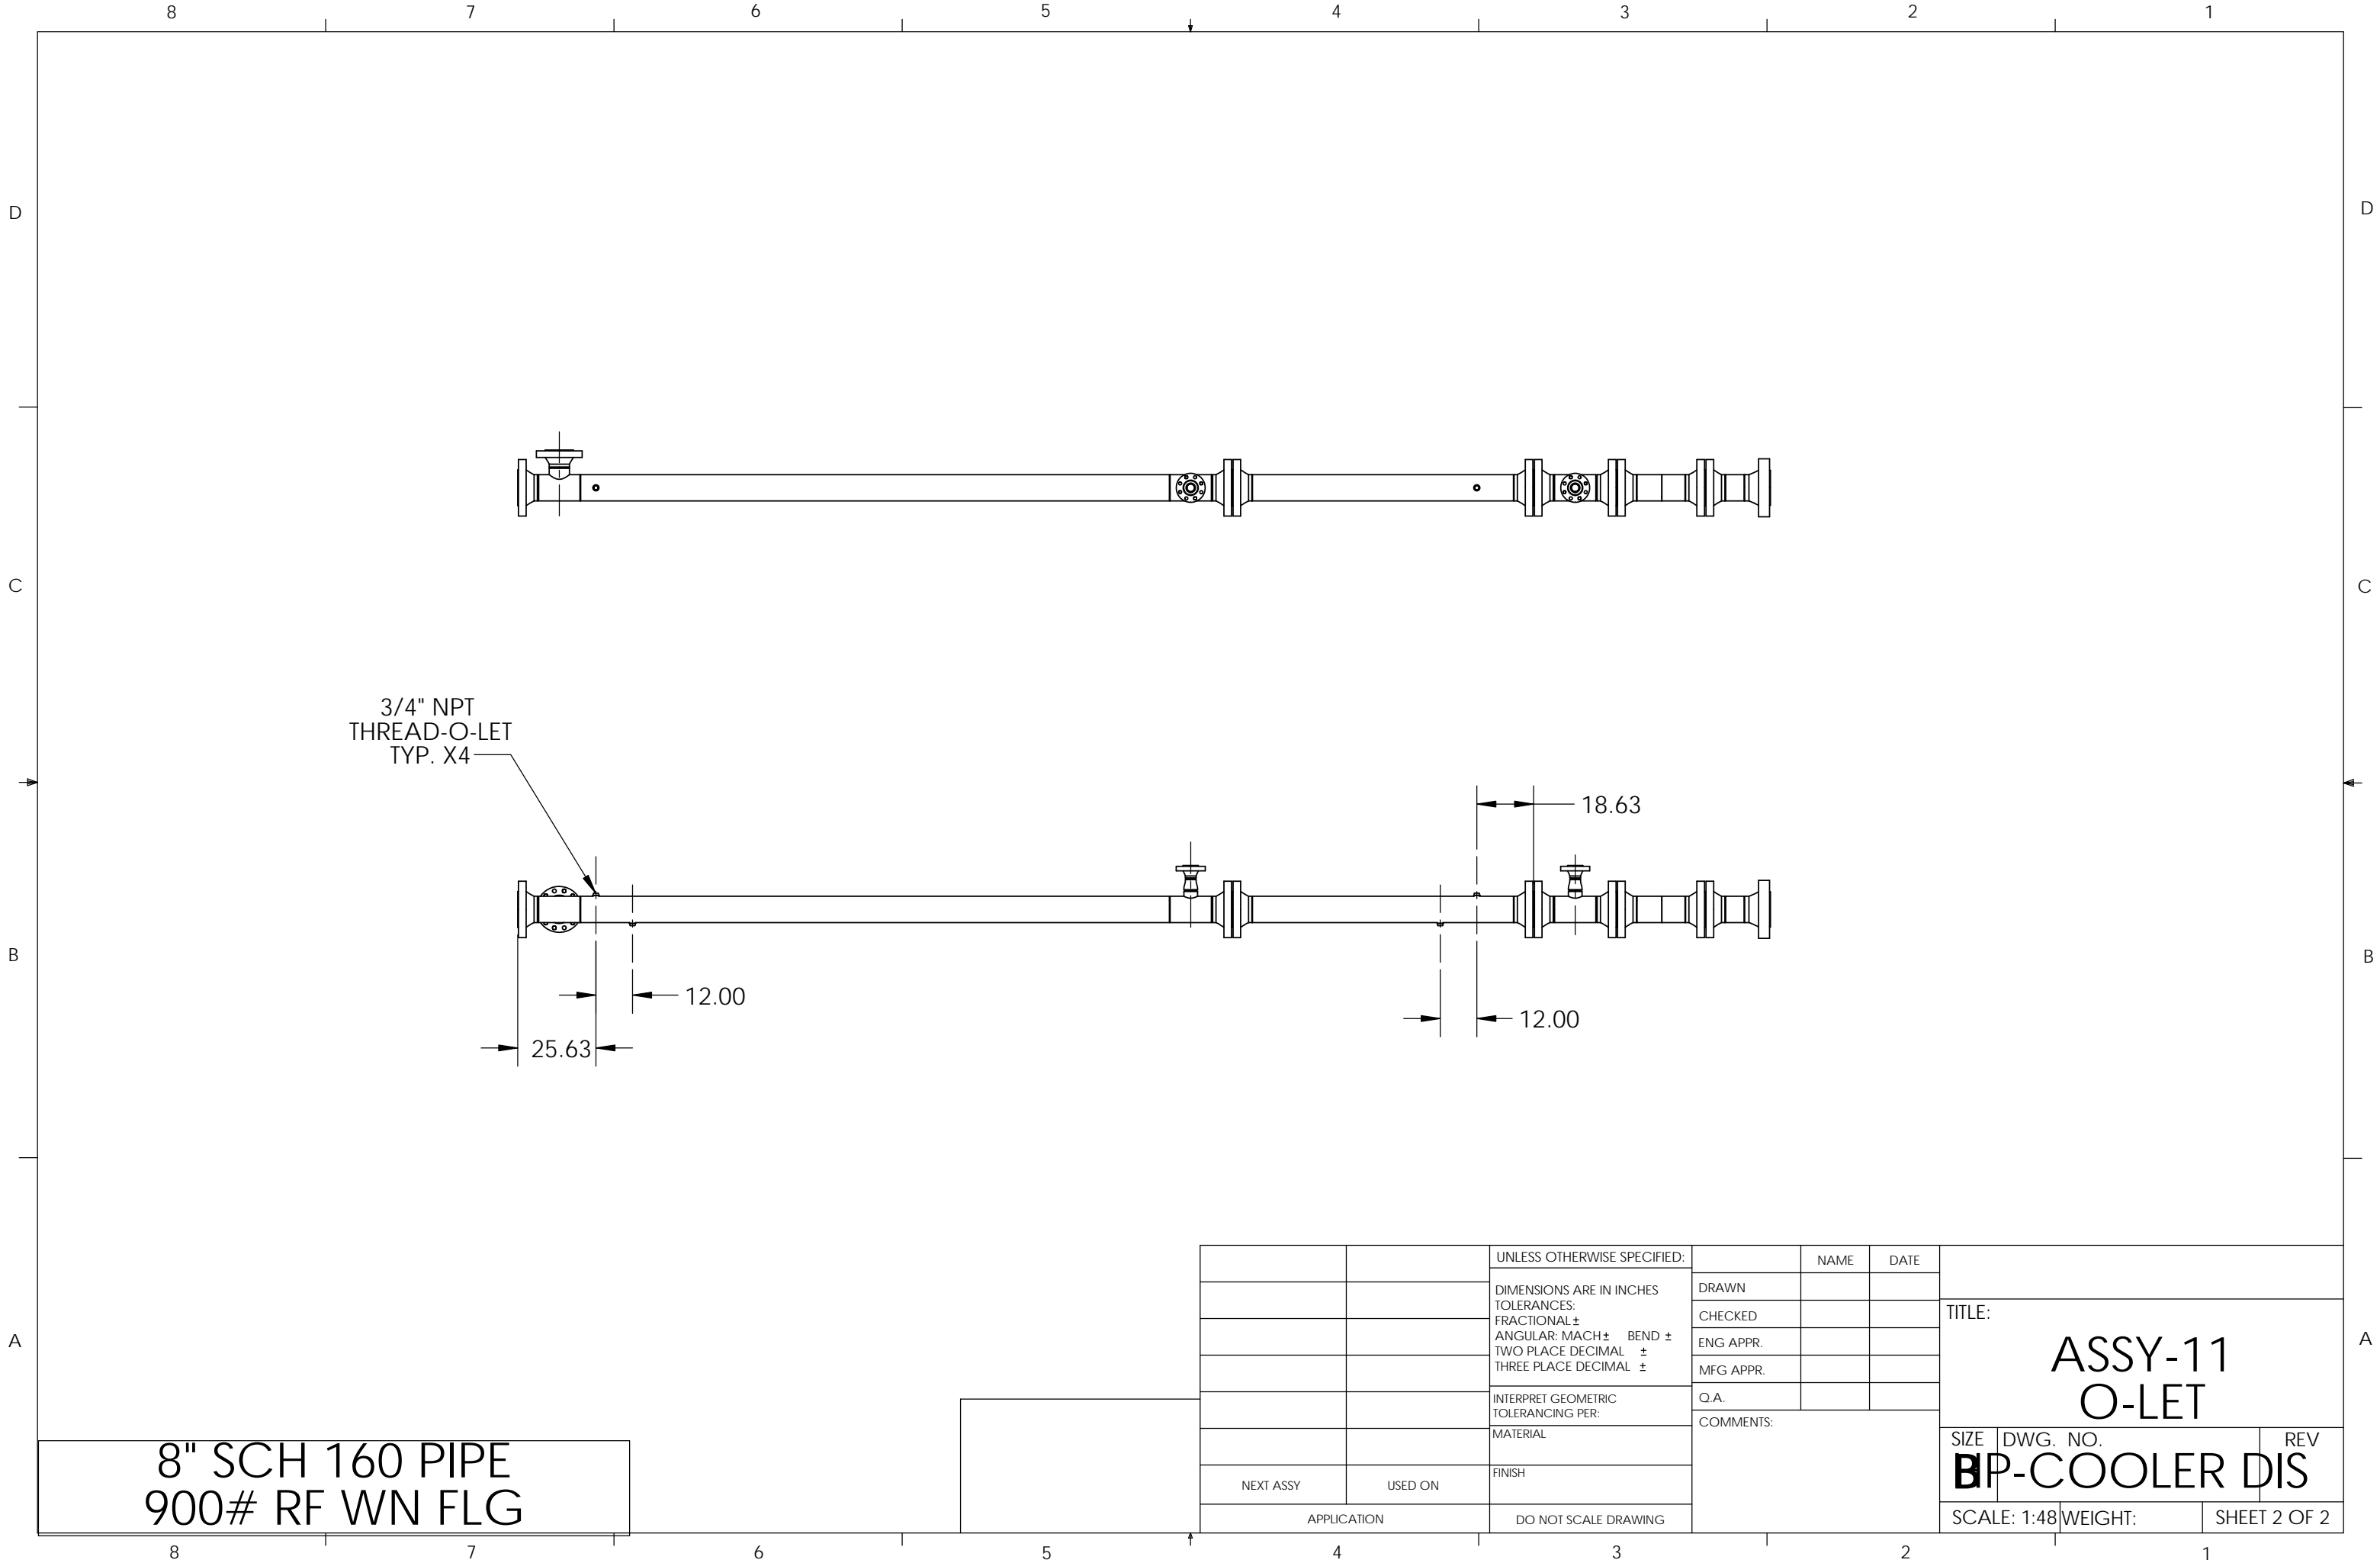 8 7 6 5 4 3 2 1
D D
C C
3/4" NPT
THREAD-O-LET
TYP. X4
18.63
B B
12.00
12.00
25.63
A A
UNLESS OTHERWISE SPECIFIED:
DIMENSIONS ARE IN INCHES
TOLERANCES:
FRACTIONAL ±
ANGULAR: MACH ± BEND ±
TWO PLACE DECIMAL ±
THREE PLACE DECIMAL ±
INTERPRET GEOMETRIC
TOLERANCING PER:
MATERIAL
FINISH
NEXT ASSY USED ON
APPLICATION
DO NOT SCALE DRAWING
NAME DATE
DRAWN
CHECKED
ENG APPR.
MFG APPR.
Q.A.
COMMENTS:
TITLE:
ASSY-11
O-LET
SIZE DWG. NO. REV
B P-COOLER DIS
SCALE: 1:48 WEIGHT: SHEET 2 OF 2
8" SCH 160 PIPE
900# RF WN FLG
8 7 6 5 4 3 2 1